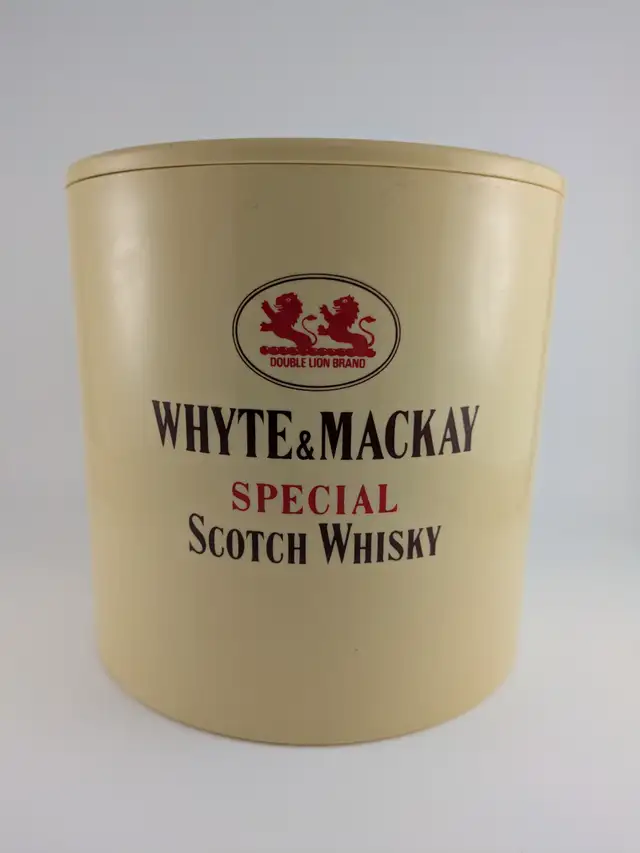 DOUBLE LION BRAND
WHYTE & MACKAY
SPECIAL
SCOTCH WHISKY